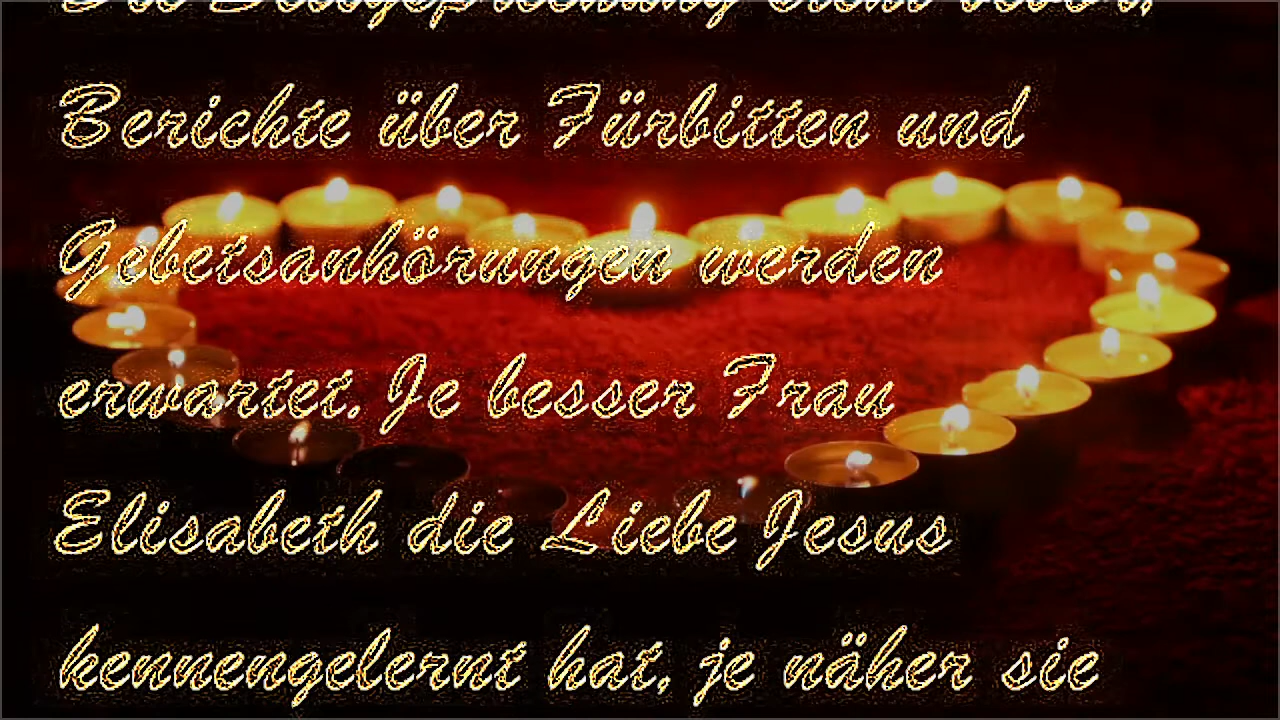 Berichte über Fürbitten und
Gebetsanhörungen werden
erwartet. Je besser Frau
Elisabeth die Liebe Jesus
kennengelernt hat, je näher sie